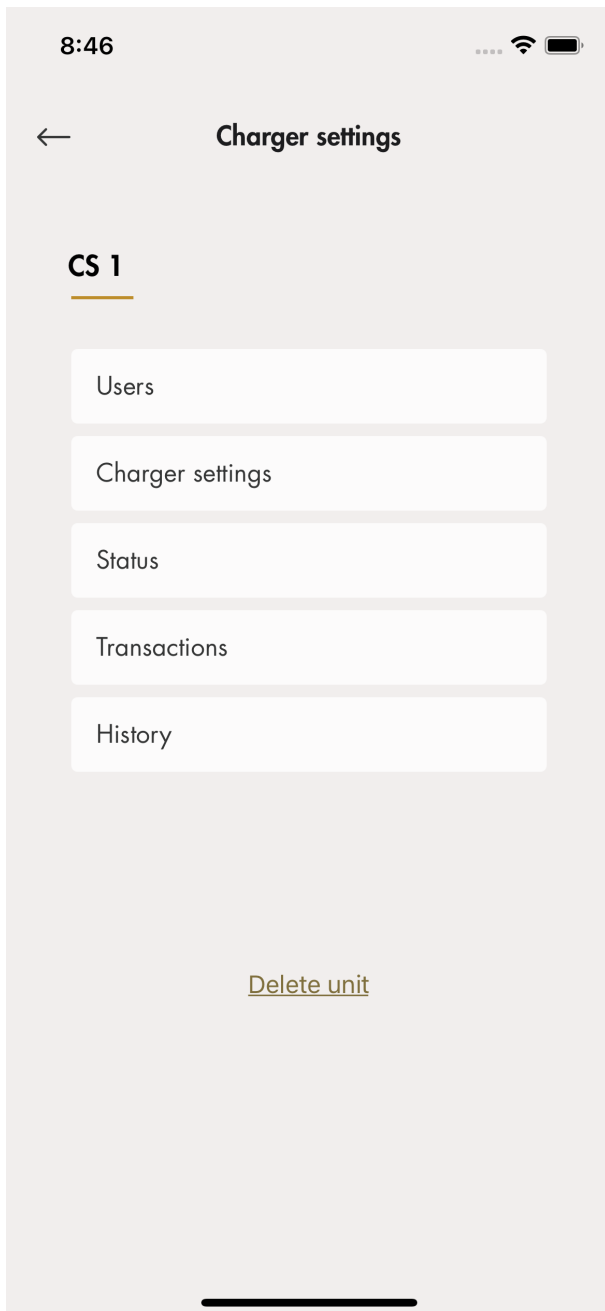 8:46
Charger settings
CS 1
Users
Charger settings
Status
Transactions
History
Delete unit